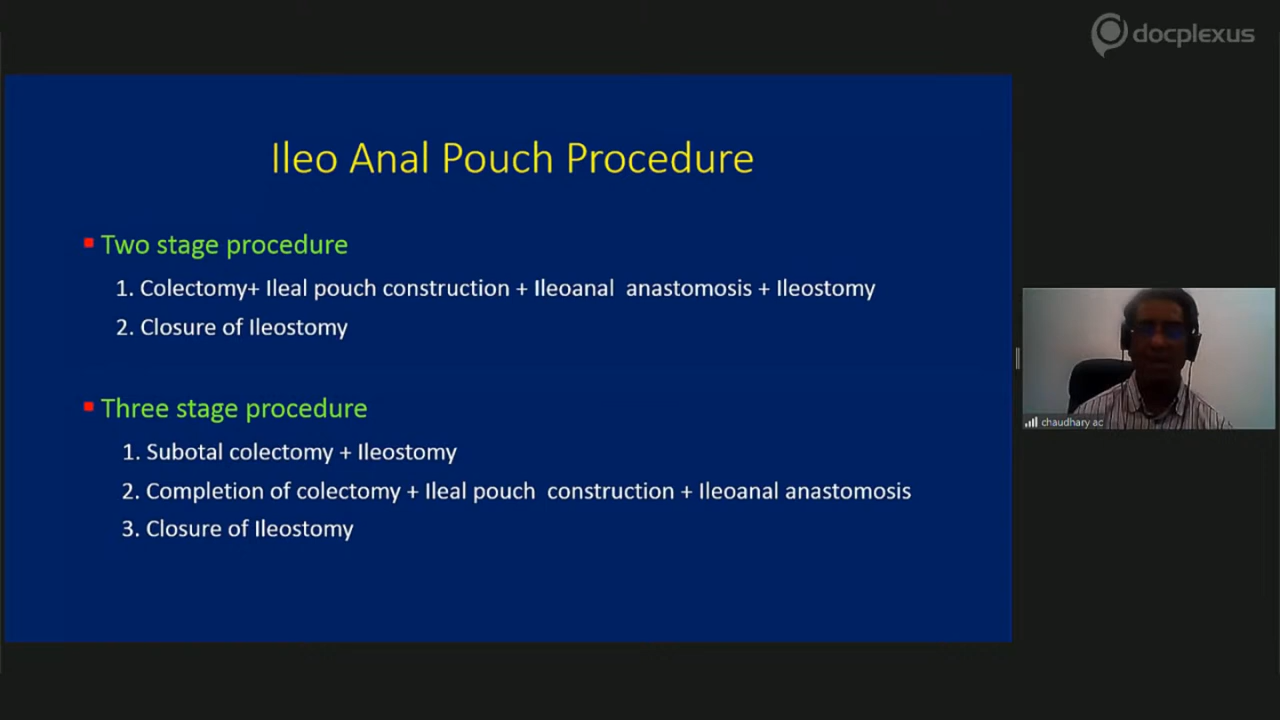 docplexus
Ileo Anal Pouch Procedure
Two stage procedure
1. Colectomy+ Ileal pouch construction + Ileoanal anastomosis + Ileostomy
2. Closure of Ileostomy
Three stage procedure
1. Subotal colectomy + Ileostomy
2. Completion of colectomy + Ileal pouch construction + Ileoanal anastomosis
3. Closure of Ileostomy
chaudhary ac